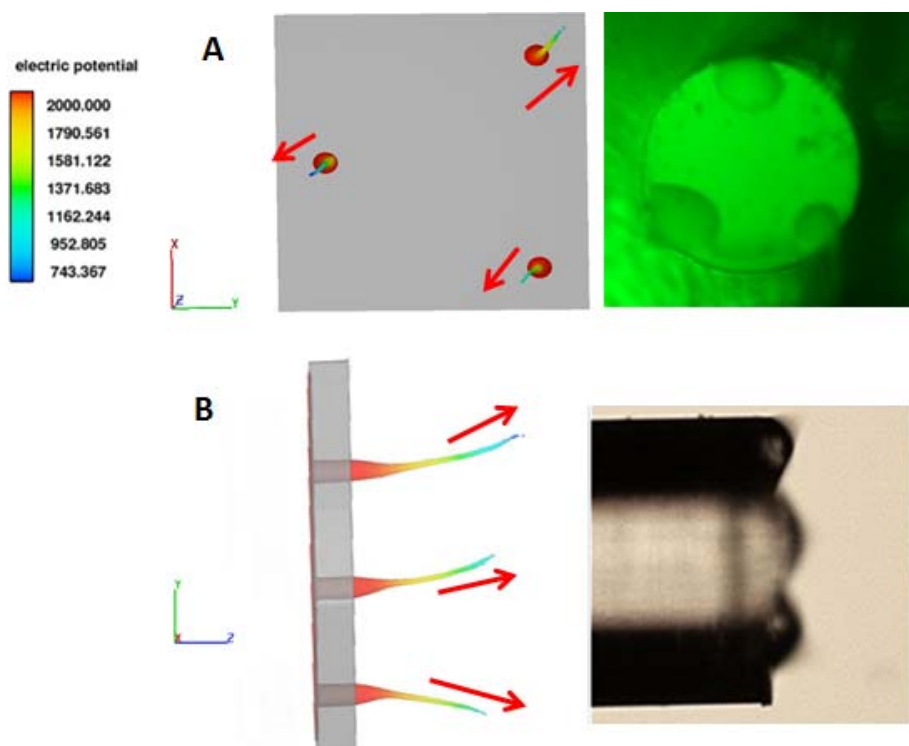 A
electric potential
2000.000
1790.561
1581.122
1371.683
1162.244
952.805
743.367
X
Z
Y
B
Y
X
Z